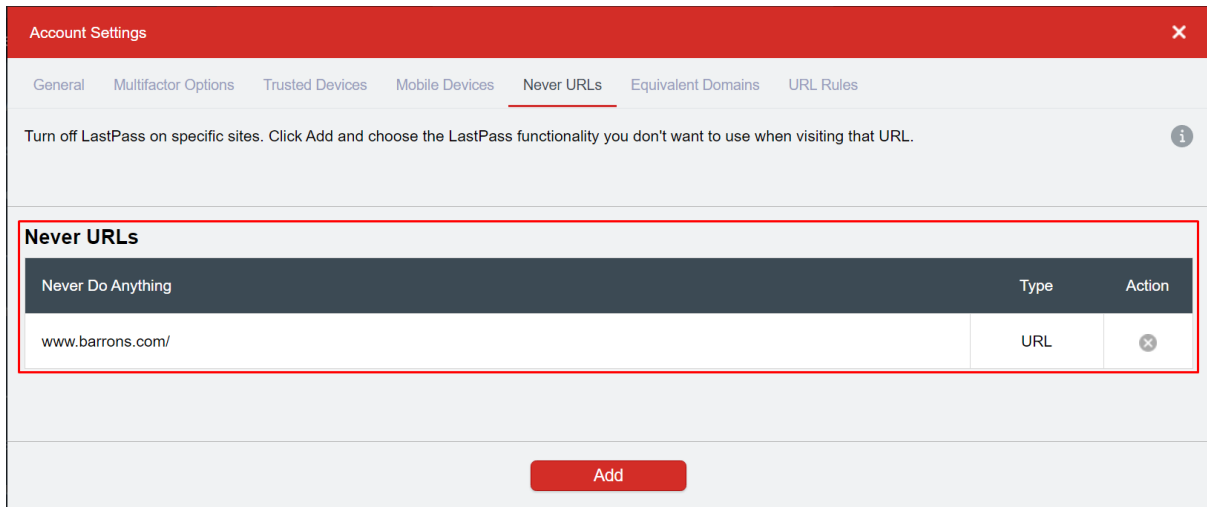 Account Settings
General Multifactor Options Trusted Devices Mobile Devices Never URLs Equivalent Domains URL Rules
Turn off LastPass on specific sites. Click Add and choose the LastPass functionality you don't want to use when visiting that URL.
Never URLs
Never Do Anything Type Action
www.barrons.com/ URL
Add